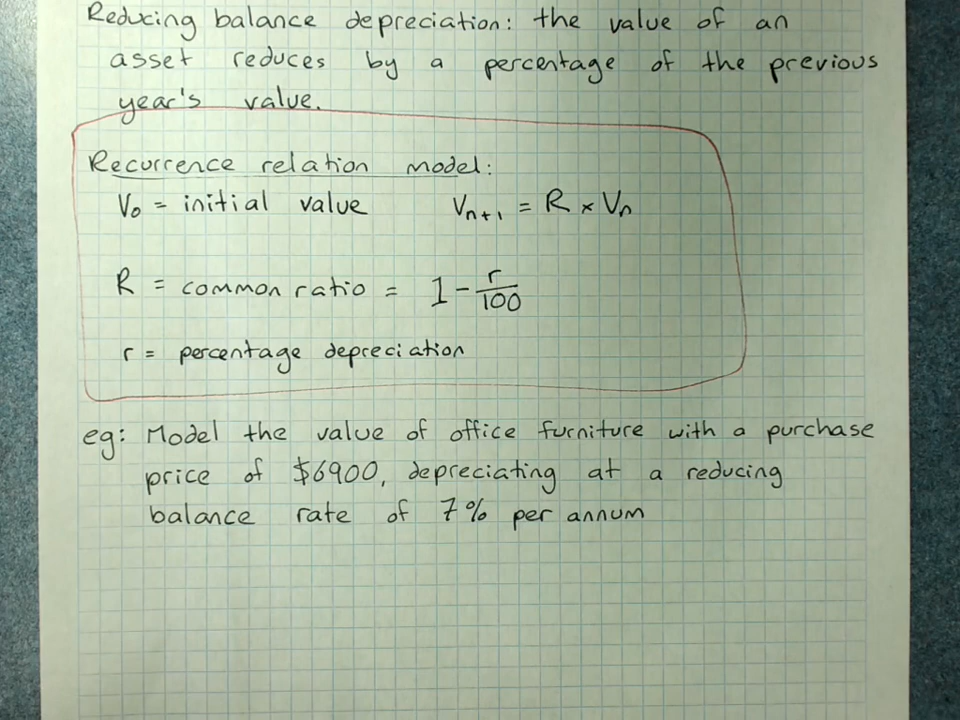 Reducing balance depreciation: the value of an
asset reduces by a percentage of the previous
year's value.
Recurrence relation model:
V₀ = initial value Vₙ₊₁ = R × Vₙ
R = common ratio = 1 - r/100
r = percentage depreciation
eg: Model the value of office furniture with a purchase
price of $6900, depreciating at a reducing
balance rate of 7% per annum